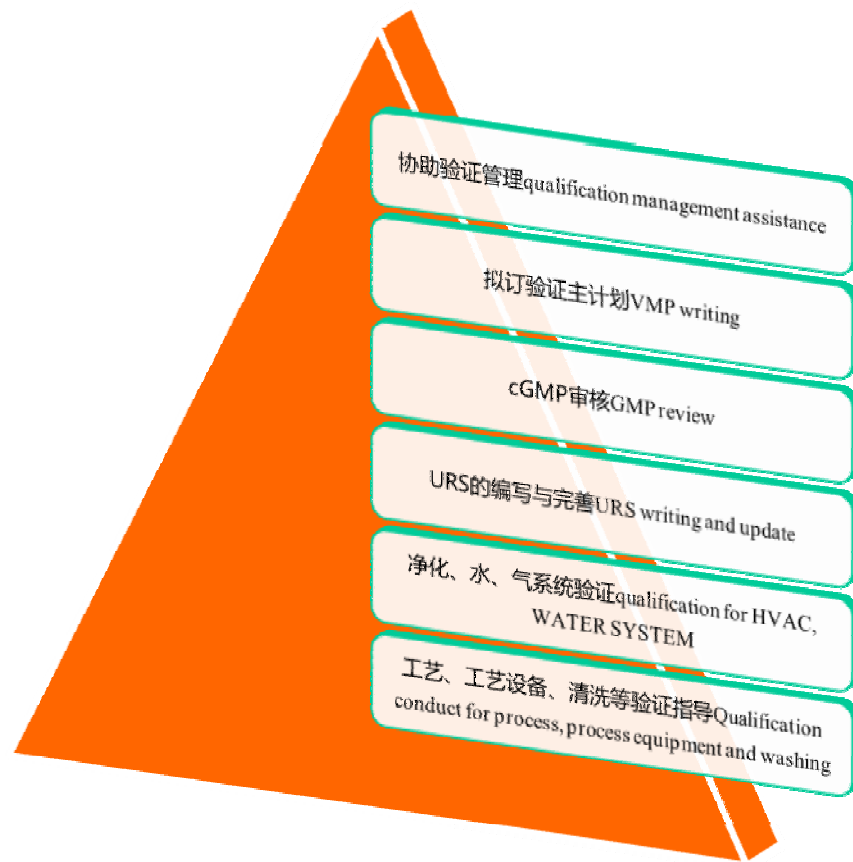 协助验证管理qualification management assistance
拟订验证主计划VMP writing
cGMP审核GMP review
URS的编写与完善URS writing and update
净化、水、气系统验证qualification for HVAC,
WATER SYSTEM
工艺、工艺设备、清洗等验证指导Qualification
conduct for process, process equipment and washing